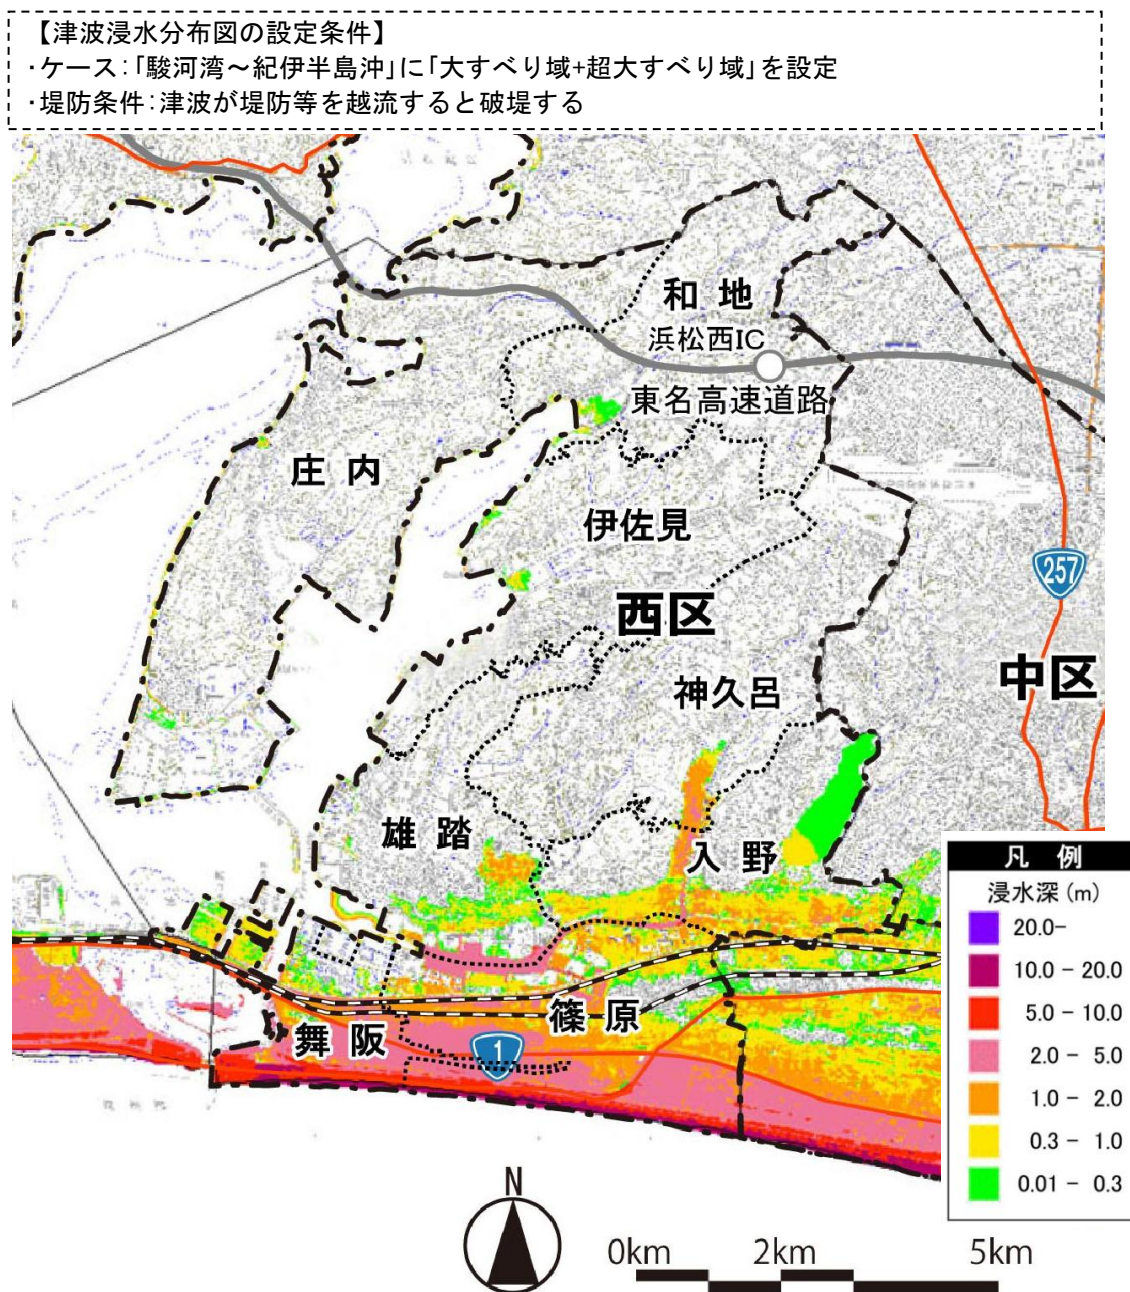 【津波浸水分布図の設定条件】
・ケース：「駿河湾～紀伊半島沖」に「大すべり域+超大すべり域」を設定
・堤防条件：津波が堤防等を越流すると破堤する
和地
浜松西IC
東名高速道路
庄内
伊佐見
257
西区
中区
神久呂
雄踏
入野
篠原
舞阪
1
凡例
浸水深(m)
20.0-
10.0 - 20.0
5.0 - 10.0
2.0 - 5.0
1.0 - 2.0
0.3 - 1.0
0.01 - 0.3
N
0km 2km 5km